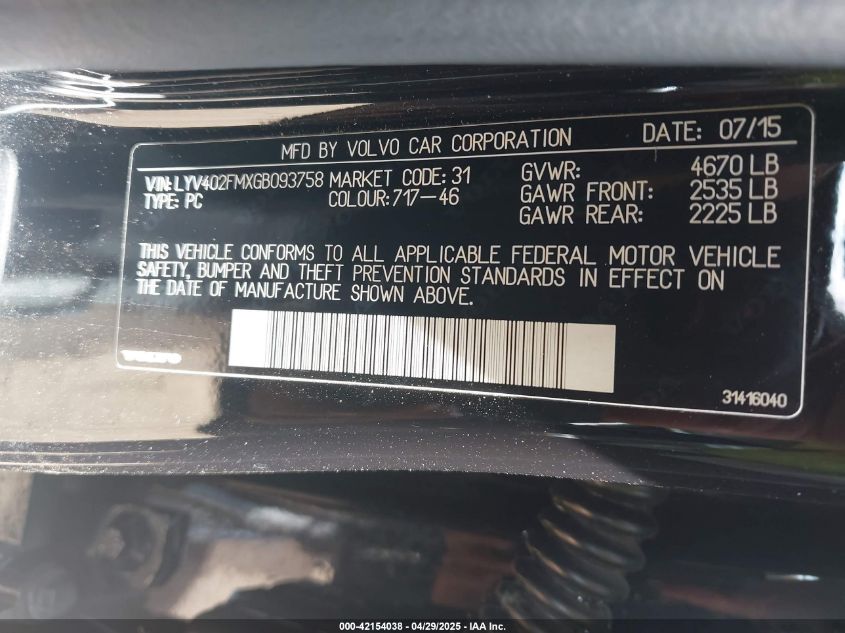 MFD BY VOLVO CAR CORPORATION DATE: 07/15
VIN: LYV402FMXGB093758 MARKET CODE: 31 GVWR: 4670 LB
TYPE: PC COLOUR: 717-46 GAWR FRONT: 2535 LB
GAWR REAR: 2225 LB
THIS VEHICLE CONFORMS TO ALL APPLICABLE FEDERAL MOTOR VEHICLE
SAFETY, BUMPER AND THEFT PREVENTION STANDARDS IN EFFECT ON
THE DATE OF MANUFACTURE SHOWN ABOVE.
VOLVO
31416040
000-42154038 - 04/29/2025 - IAA Inc.